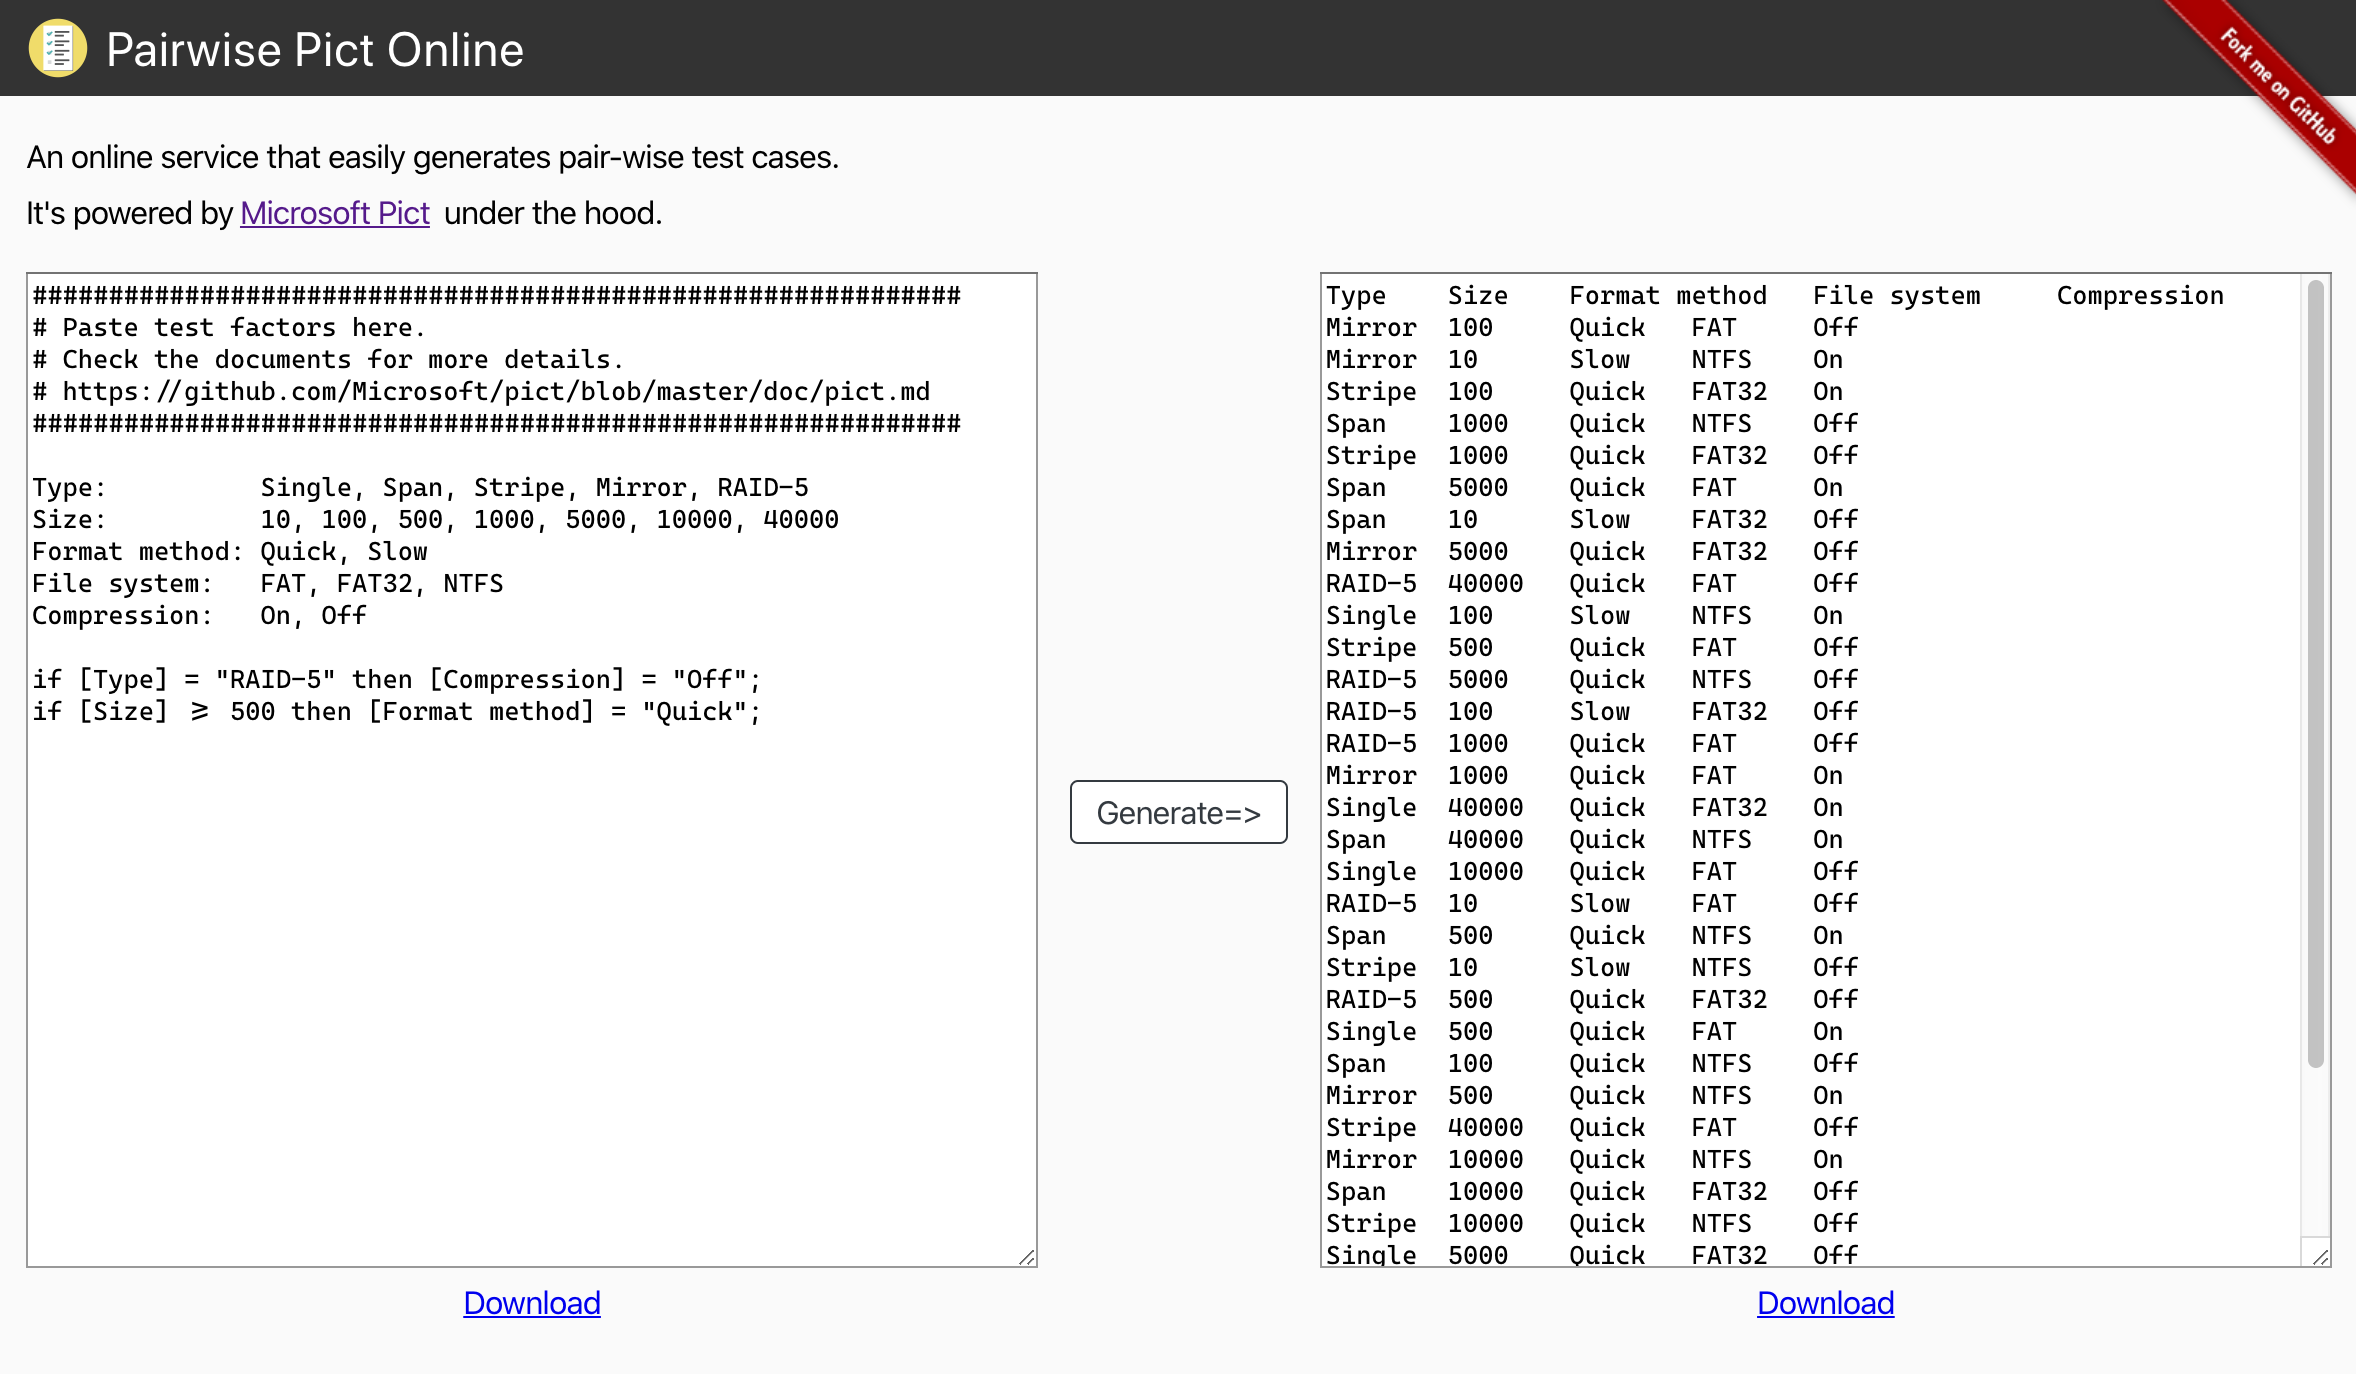 Pairwise Pict Online
Fork me on GitHub
An online service that easily generates pair-wise test cases.
It's powered by Microsoft Pict under the hood.
#############################################################
# Paste test factors here.
# Check the documents for more details.
# https://github.com/Microsoft/pict/blob/master/doc/pict.md
#############################################################
Type: Single, Span, Stripe, Mirror, RAID-5
Size: 10, 100, 500, 1000, 5000, 10000, 40000
Format method: Quick, Slow
File system: FAT, FAT32, NTFS
Compression: On, Off
if [Type] = "RAID-5" then [Compression] = "Off";
if [Size] ≥ 500 then [Format method] = "Quick";
Download
Generate=>
Type Size Format method File system Compression
Mirror 100 Quick FAT Off
Mirror 10 Slow NTFS On
Stripe 100 Quick FAT32 On
Span 1000 Quick NTFS Off
Stripe 1000 Quick FAT32 Off
Span 5000 Quick FAT On
Span 10 Slow FAT32 Off
Mirror 5000 Quick FAT32 Off
RAID-5 40000 Quick FAT Off
Single 100 Slow NTFS On
Stripe 500 Quick FAT Off
RAID-5 5000 Quick NTFS Off
RAID-5 100 Slow FAT32 Off
RAID-5 1000 Quick FAT Off
Mirror 1000 Quick FAT On
Single 40000 Quick FAT32 On
Span 40000 Quick NTFS On
Single 10000 Quick FAT Off
RAID-5 10 Slow FAT Off
Span 500 Quick NTFS On
Stripe 10 Slow NTFS Off
RAID-5 500 Quick FAT32 Off
Single 500 Quick FAT On
Span 100 Quick NTFS Off
Mirror 500 Quick NTFS On
Stripe 40000 Quick FAT Off
Mirror 10000 Quick NTFS On
Span 10000 Quick FAT32 Off
Stripe 10000 Quick NTFS Off
Single 5000 Quick FAT32 Off
Download